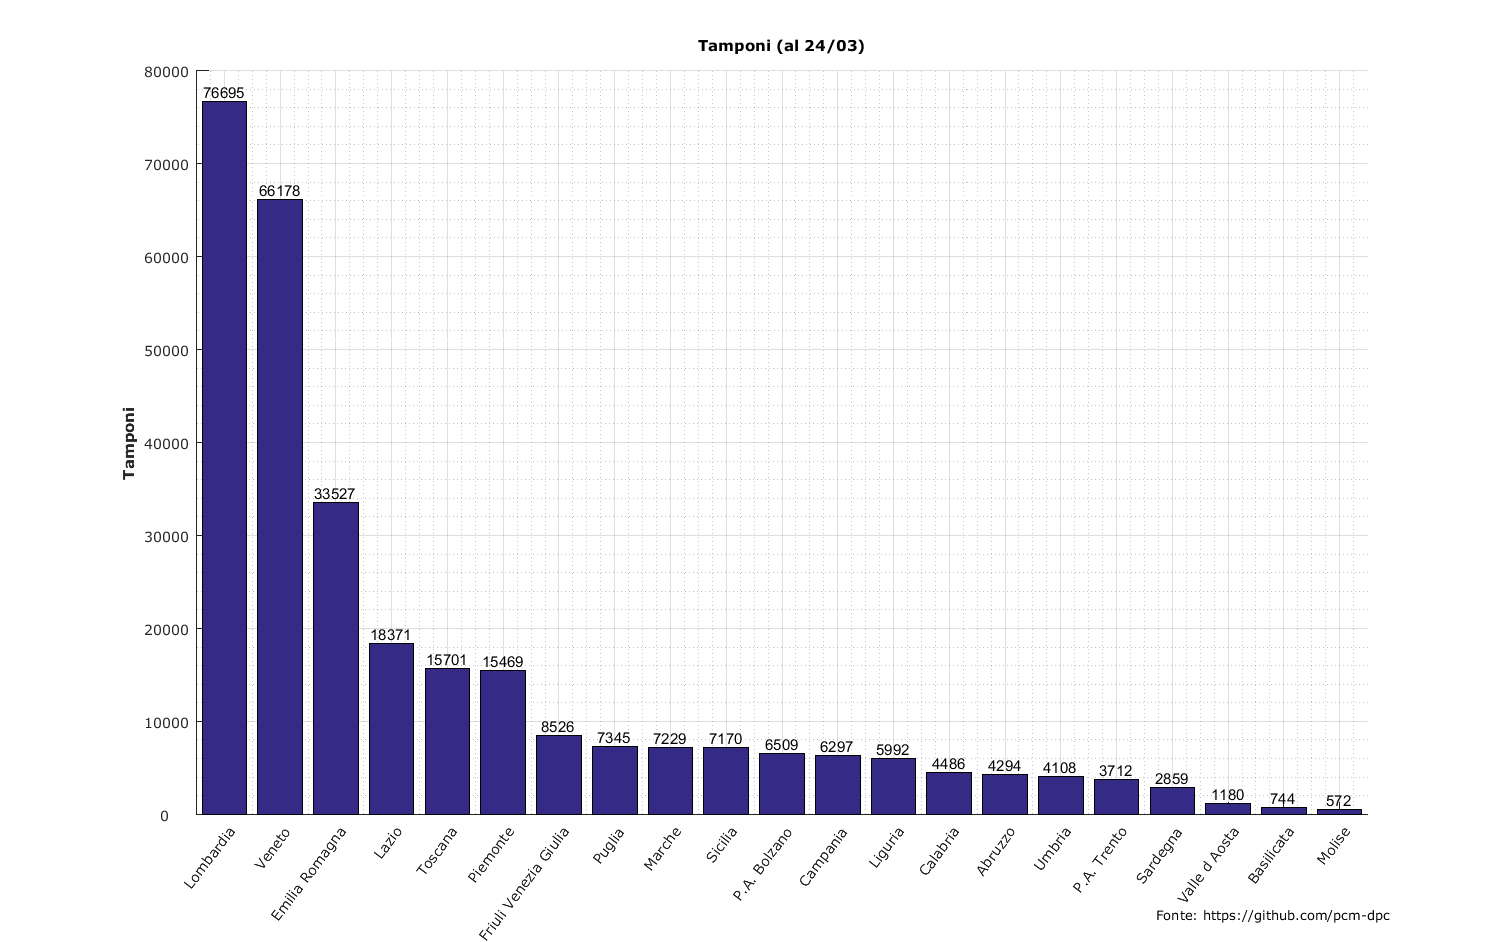 Tamponi (al 24/03)
Tamponi
80000
70000
60000
50000
40000
30000
20000
10000
0
76695
66178
33527
18371
15701
15469
8526
7345
7229
7170
6509
6297
5992
4486
4294
4108
3712
2859
1180
744
572
Lombardia
Veneto
Emilia Romagna
Lazio
Toscana
Piemonte
Friuli Venezia Giulia
Puglia
Marche
Sicilia
P.A. Bolzano
Campania
Liguria
Calabria
Abruzzo
Umbria
P.A. Trento
Sardegna
Valle d Aosta
Basilicata
Molise
Fonte: https://github.com/pcm-dpc